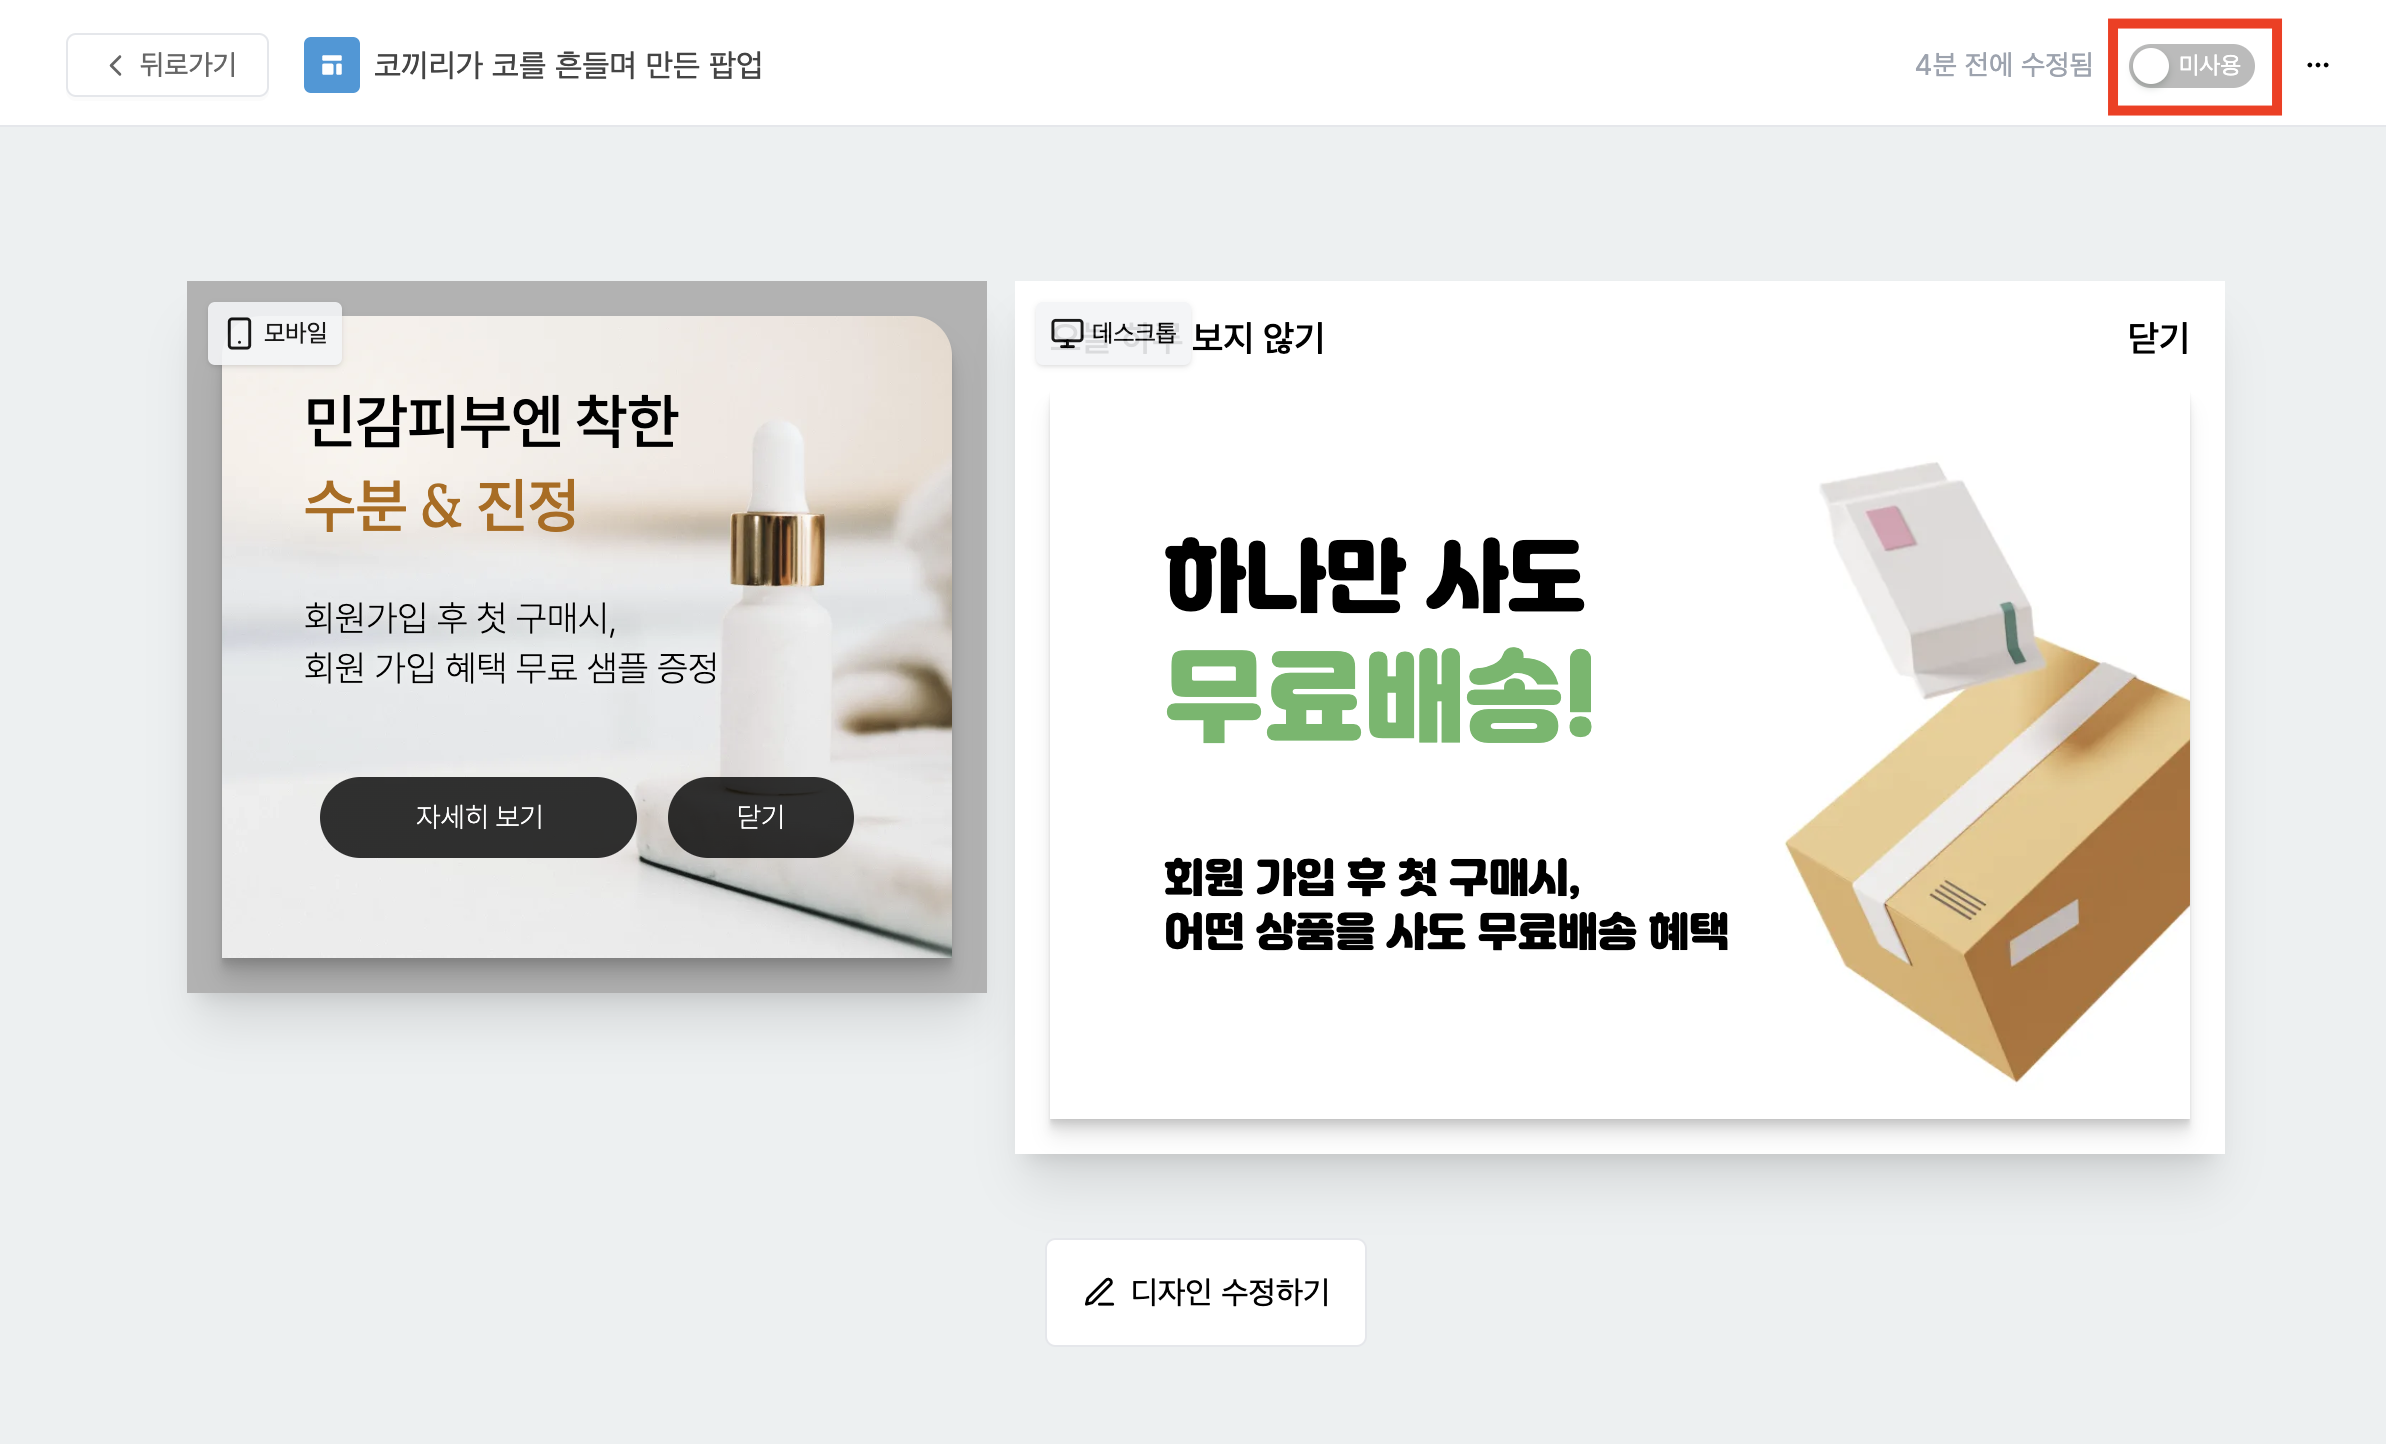 뒤로가기
코끼리가 코를 흔들며 만든 팝업
4분 전에 수정됨
미사용
모바일
민감피부엔 착한
수분 & 진정
회원가입 후 첫 구매시,
회원 가입 혜택 무료 샘플 증정
자세히 보기
닫기
데스크톱
오늘 하루 보지 않기
닫기
하나만 사도
무료배송!
회원 가입 후 첫 구매시,
어떤 상품을 사도 무료배송 혜택
디자인 수정하기